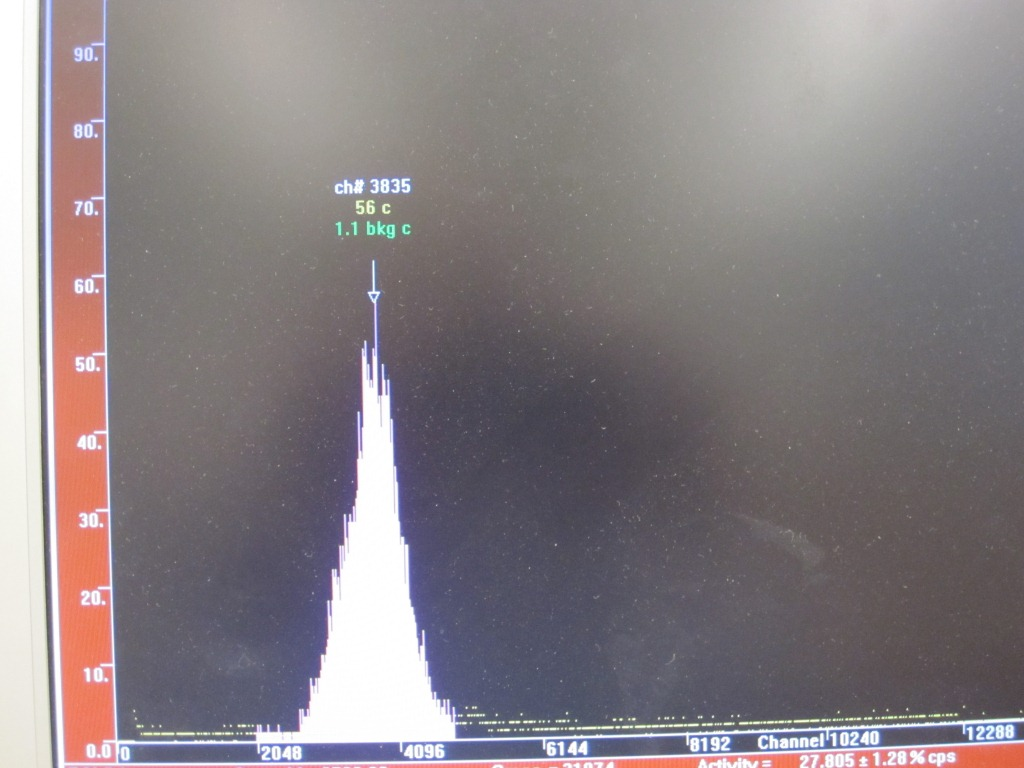 90.
80.
ch# 3835
70.
56 c
1.1 bkg c
60.
50.
40.
30.
20.
10.
0.0 0 2048 4096 6144 8192 Channel 10240 12288
Activity = 27.805 ± 1.28 % cps